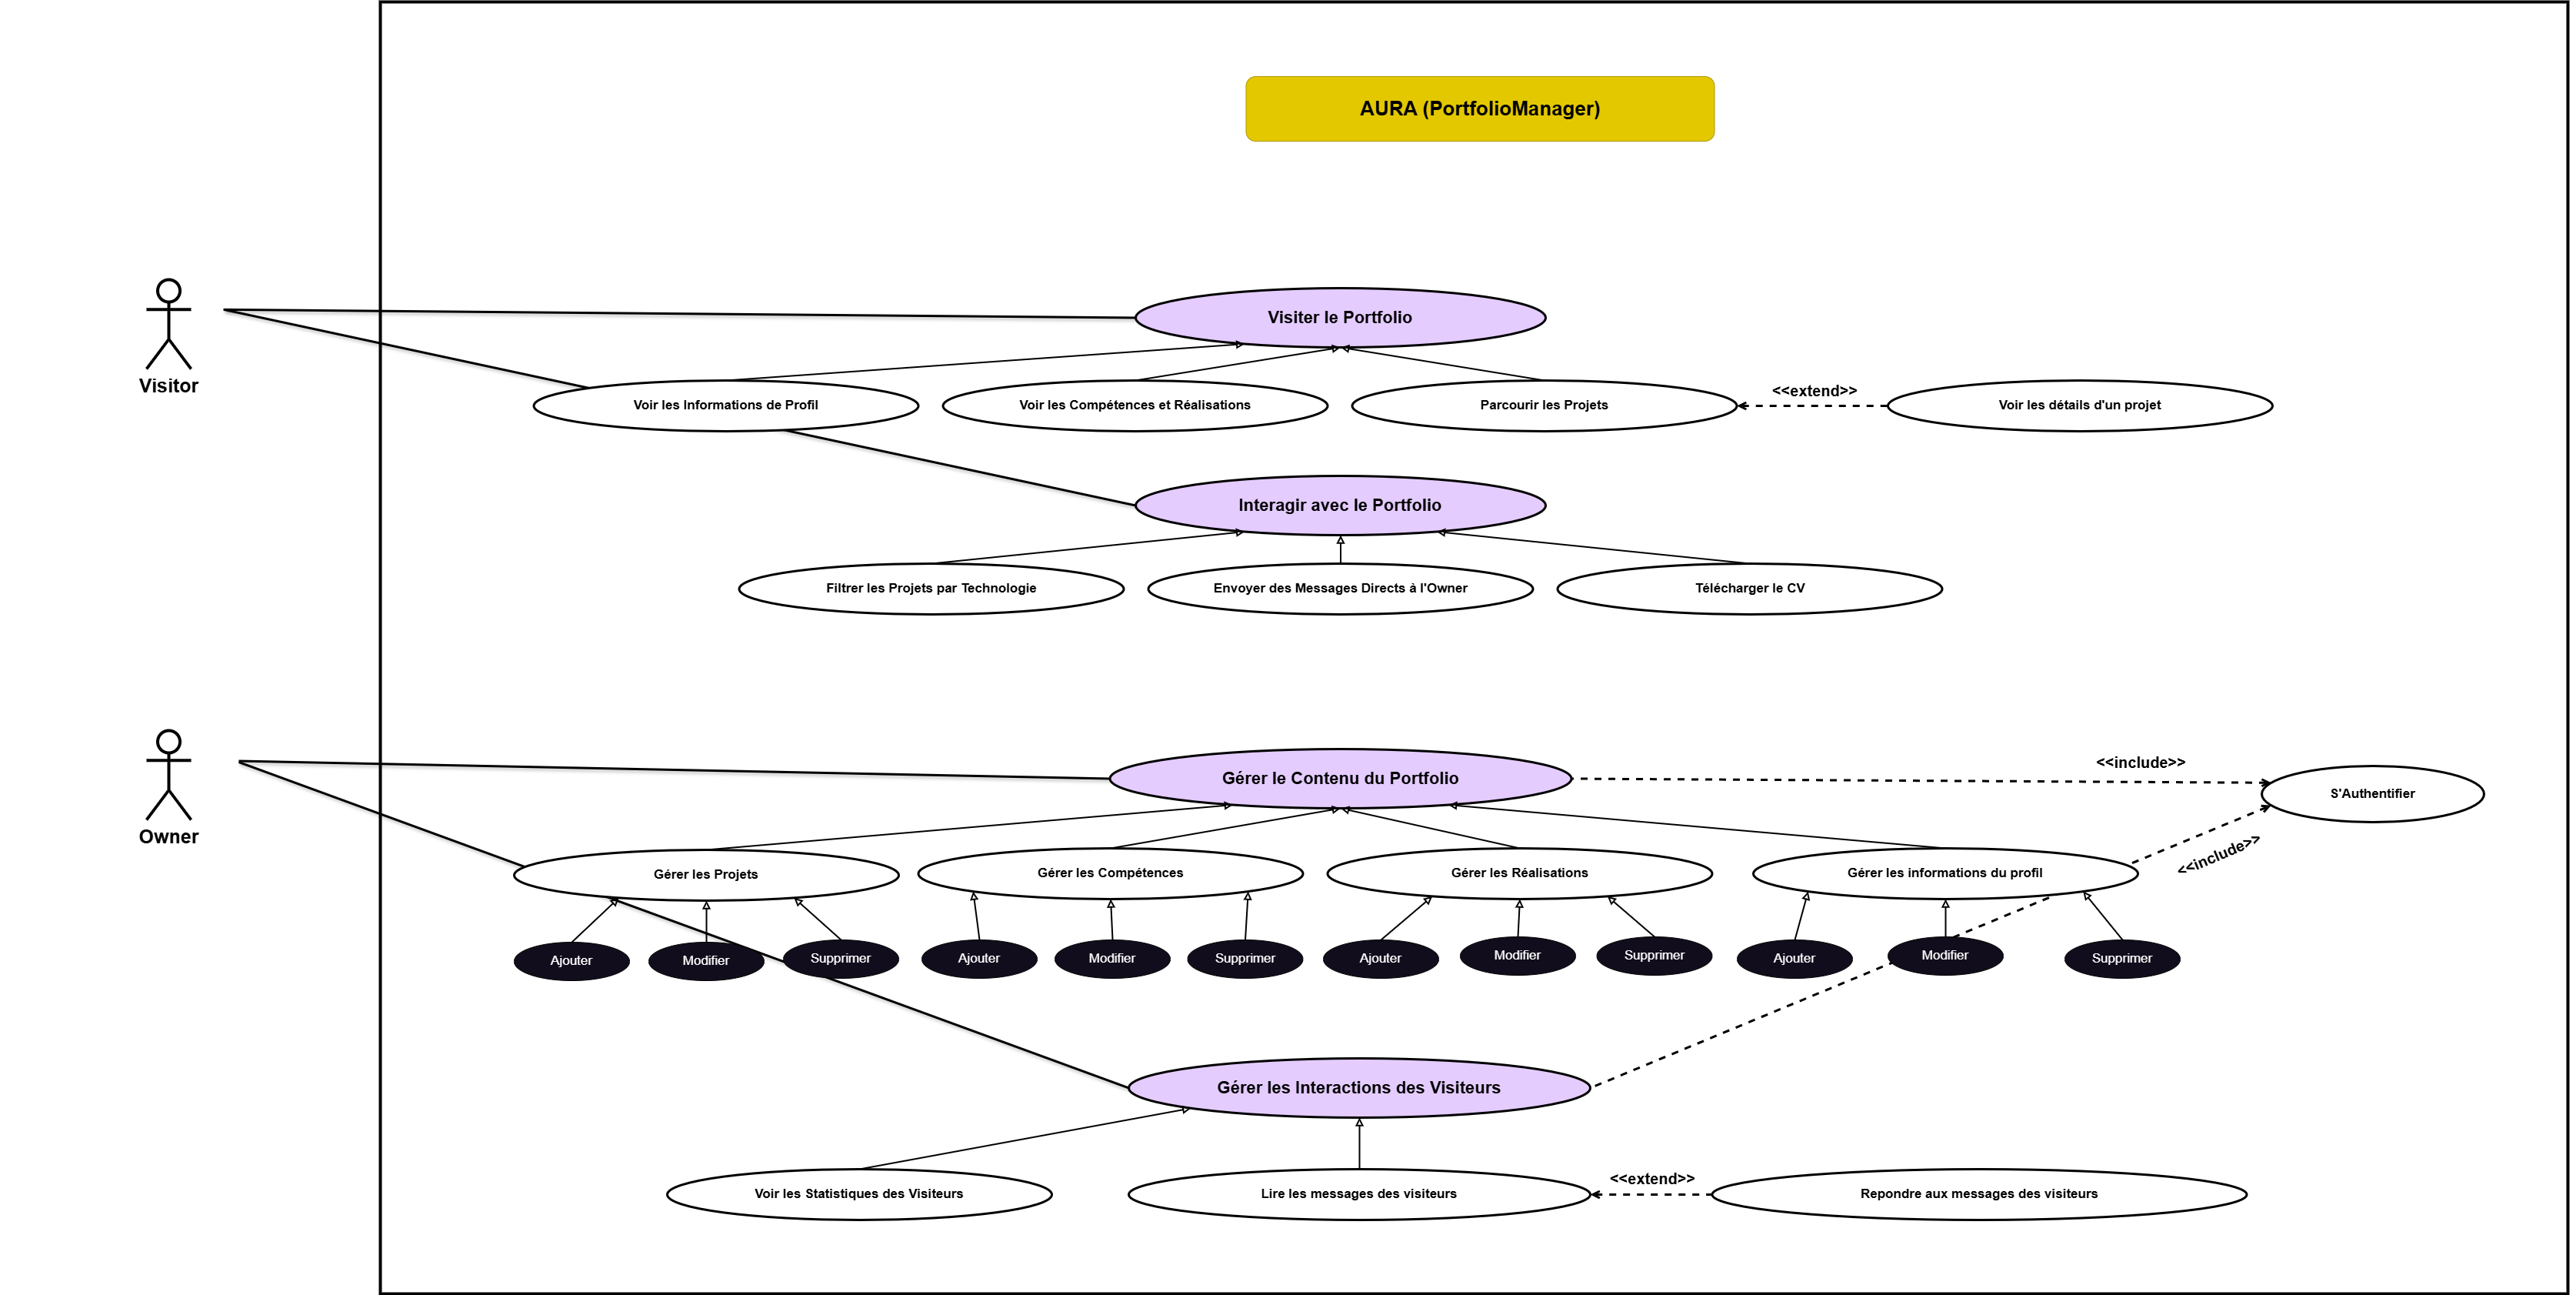 AURA (PortfolioManager)
Visitor
Visiter le Portfolio
Voir les Informations de Profil
Voir les Compétences et Réalisations
Parcourir les Projets
<<extend>>
Voir les détails d'un projet
Interagir avec le Portfolio
Filtrer les Projets par Technologie
Envoyer des Messages Directs à l'Owner
Télécharger le CV
Owner
Gérer le Contenu du Portfolio
<<include>>
S'Authentifier
<<include>>
Gérer les Projets
Gérer les Compétences
Gérer les Réalisations
Gérer les informations du profil
Ajouter
Modifier
Supprimer
Ajouter
Modifier
Supprimer
Ajouter
Modifier
Supprimer
Ajouter
Modifier
Supprimer
Gérer les Interactions des Visiteurs
Voir les Statistiques des Visiteurs
Lire les messages des visiteurs
<<extend>>
Repondre aux messages des visiteurs